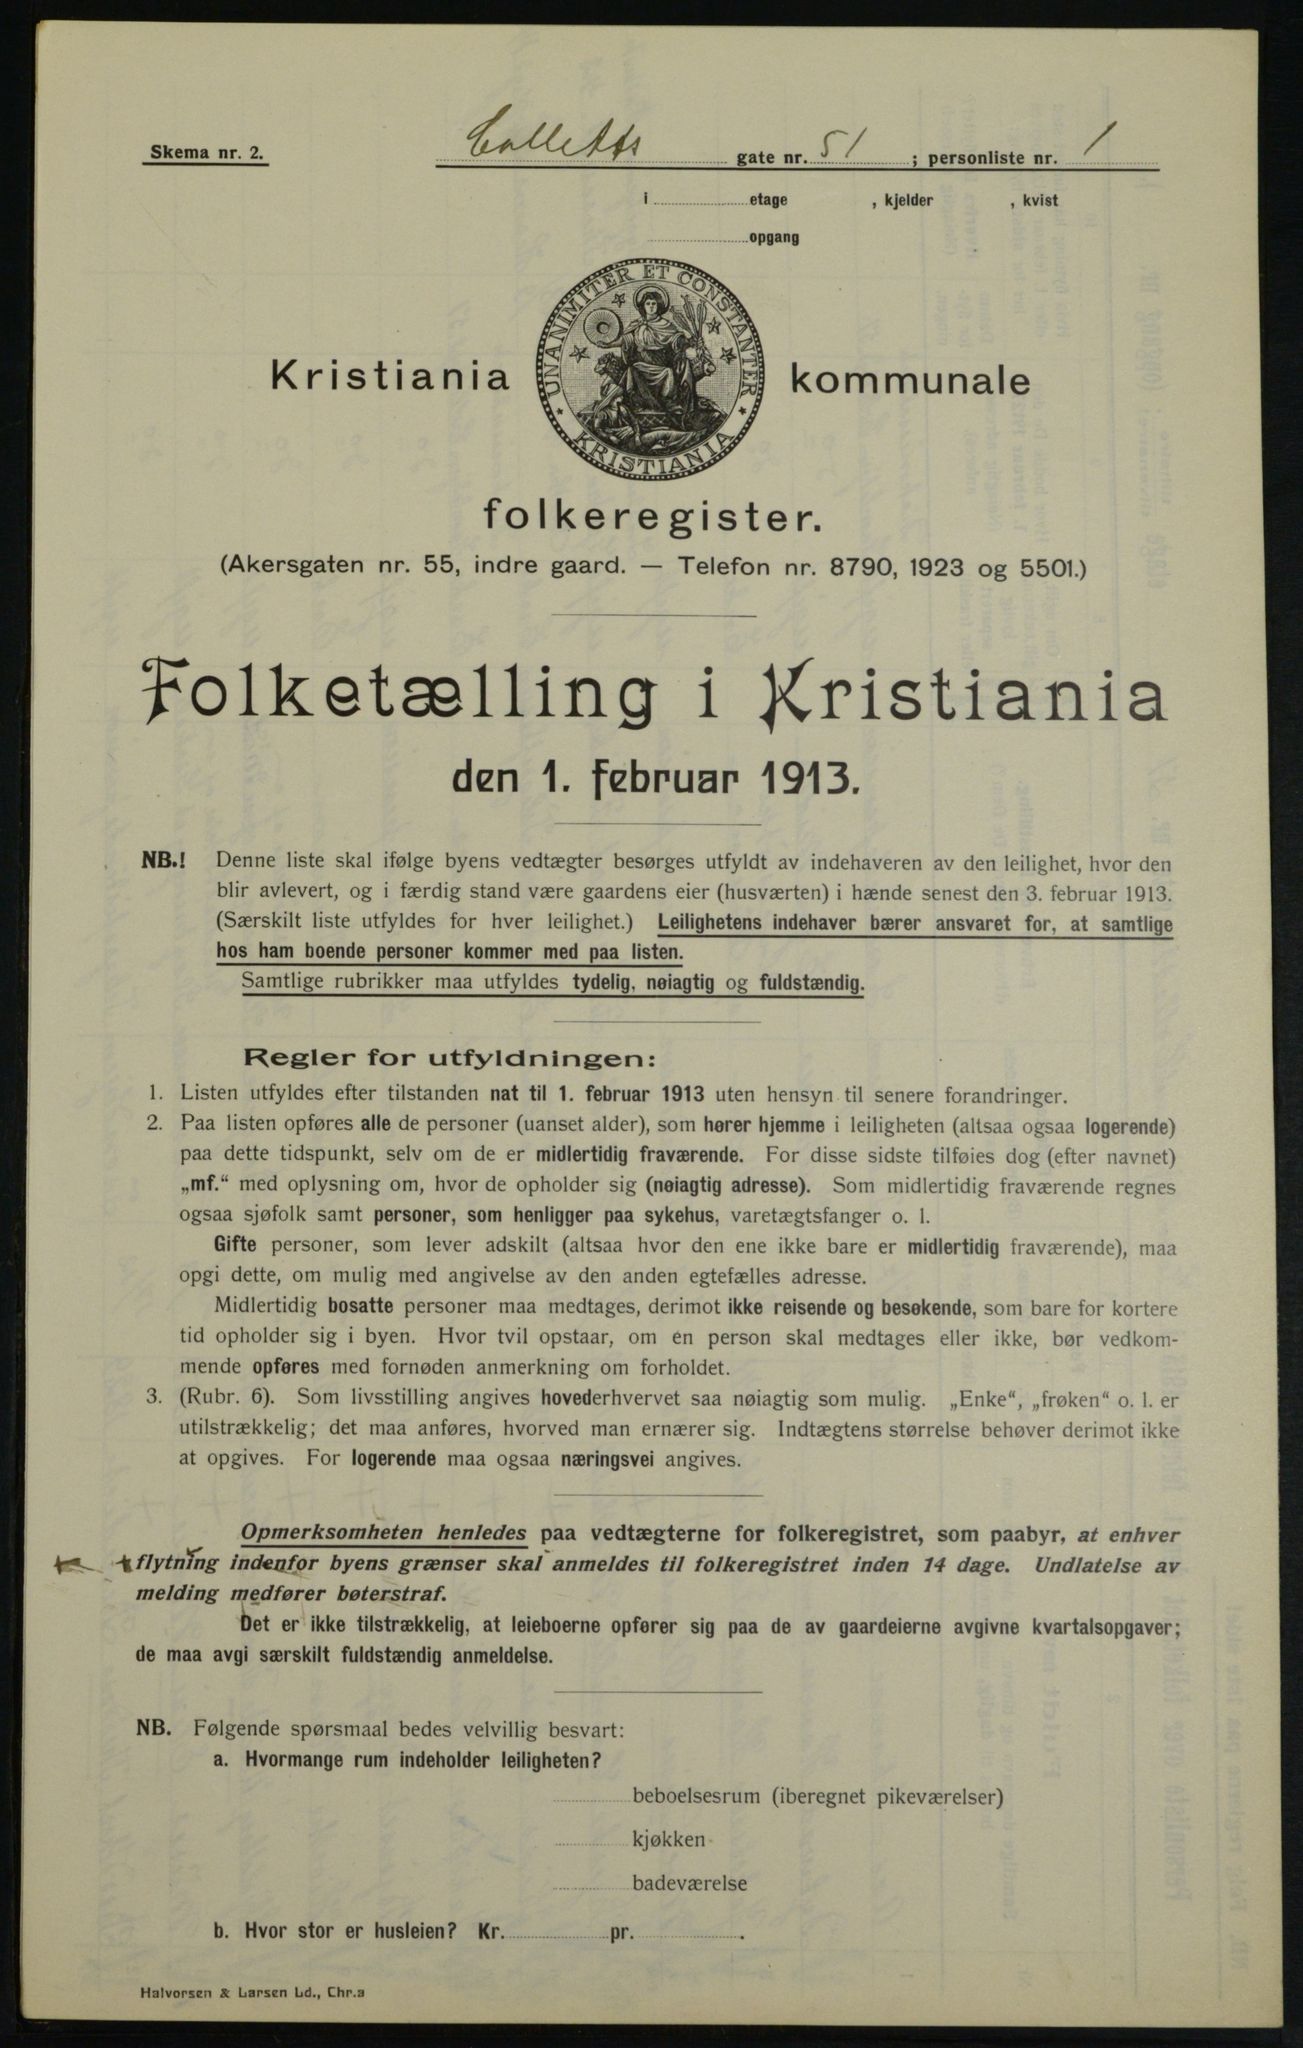 Skema nr. 2.
Colletts gate nr. 51 ; personliste nr. 1
i etage , kjelder , kvist
opgang
UNANIMITER ET CONSTANTER
KRISTIANIA
Kristiania kommunale
folkeregister.
(Akersgaten nr. 55, indre gaard. — Telefon nr. 8790, 1923 og 5501.)
Folketælling i Kristiania
den 1. februar 1913.
NB.! Denne liste skal ifølge byens vedtægter besørges utfyldt av indehaveren av den leilighet, hvor den
blir avlevert, og i færdig stand være gaardens eier (husværten) i hænde senest den 3. februar 1913.
(Særskilt liste utfyldes for hver leilighet.) Leilighetens indehaver bærer ansvaret for, at samtlige
hos ham boende personer kommer med paa listen.
Samtlige rubrikker maa utfyldes tydelig, nøiagtig og fuldstændig.
Regler for utfyldningen:
1. Listen utfyldes efter tilstanden nat til 1. februar 1913 uten hensyn til senere forandringer.
2. Paa listen opføres alle de personer (uanset alder), som hører hjemme i leiligheten (altsaa ogsaa logerende)
paa dette tidspunkt, selv om de er midlertidig fraværende. For disse sidste tilføies dog (efter navnet)
„mf.“ med oplysning om, hvor de opholder sig (nøiagtig adresse). Som midlertidig fraværende regnes
ogsaa sjøfolk samt personer, som henligger paa sykehus, varetægtsfanger o. l.
Gifte personer, som lever adskilt (altsaa hvor den ene ikke bare er midlertidig fraværende), maa
opgi dette, om mulig med angivelse av den anden egtefælles adresse.
Midlertidig bosatte personer maa medtages, derimot ikke reisende og besøkende, som bare for kortere
tid opholder sig i byen. Hvor tvil opstaar, om en person skal medtages eller ikke, bør vedkom-
mende opføres med fornøden anmerkning om forholdet.
3. (Rubr. 6). Som livsstilling angives hovederhvervet saa nøiagtig som mulig. „Enke“, „frøken“ o. l. er
utilstrækkelig; det maa anføres, hvorved man ernærer sig. Indtægtens størrelse behøver derimot ikke
at opgives. For logerende maa ogsaa næringsvei angives.
Opmerksomheten henledes paa vedtægterne for folkeregistret, som paabyr, at enhver
flytning indenfor byens grænser skal anmeldes til folkeregistret inden 14 dage. Undlatelse av
melding medfører bøterstraf.
Det er ikke tilstrækkelig, at leieboerne opfører sig paa de av gaardeierne avgivne kvartalsopgaver;
de maa avgi særskilt fuldstændig anmeldelse.
NB. Følgende spørsmaal bedes velvillig besvart:
a. Hvormange rum indeholder leiligheten?
beboelsesrum (iberegnet pikeværelser)
kjøkken
badeværelse
b. Hvor stor er husleien? Kr. pr. .
Halvorsen & Larsen Ld., Chr.a